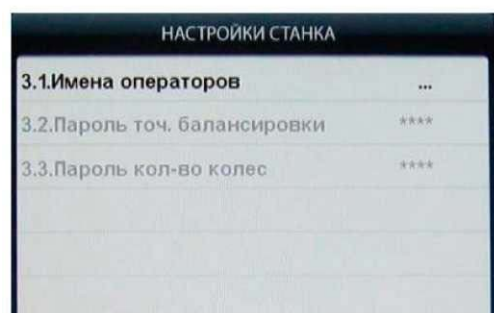 НАСТРОЙКИ СТАНКА
3.1.Имена операторов ...
3.2.Пароль точ. балансировки ****
3.3.Пароль кол-во колес ****